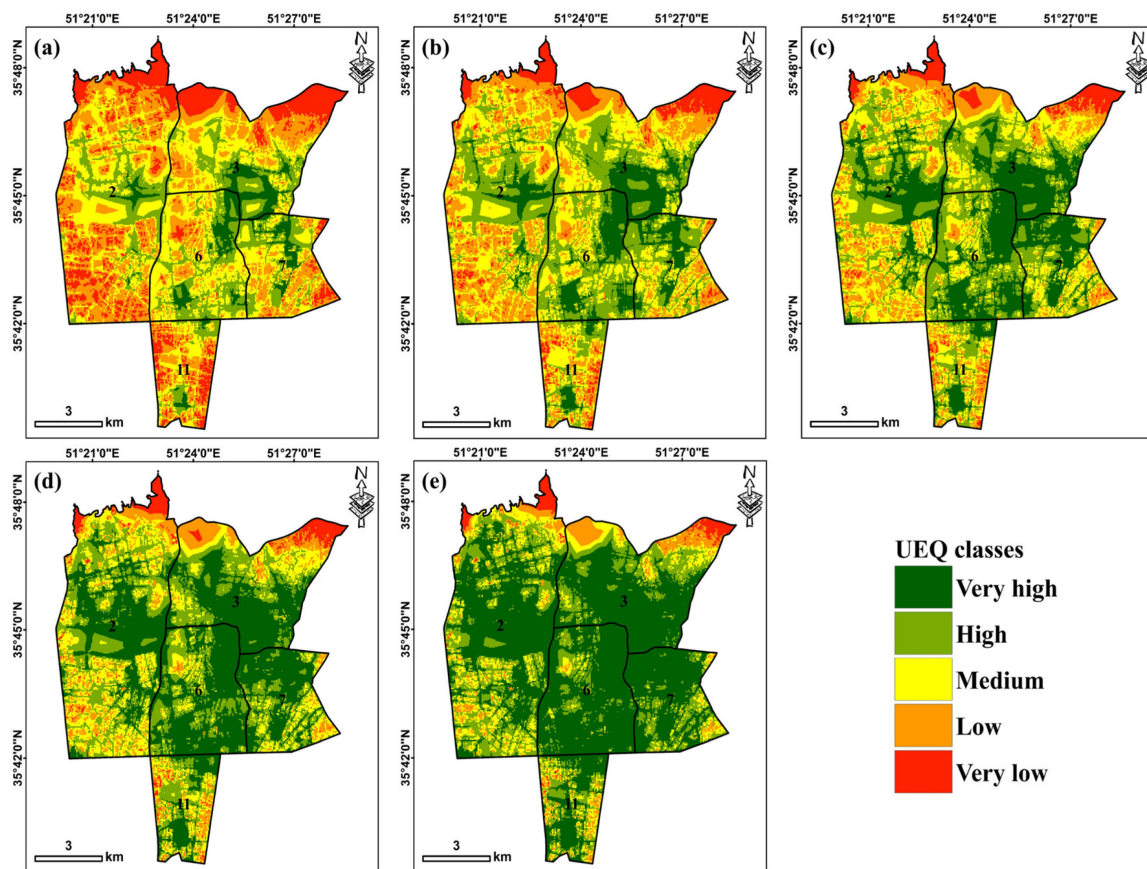 51°21'0"E 51°24'0"E 51°27'0"E
51°21'0"E 51°24'0"E 51°27'0"E
51°21'0"E 51°24'0"E 51°27'0"E
(a)
N
35°48'0"N
35°45'0"N
35°42'0"N
2
3
6
7
11
3
km
(b)
N
35°48'0"N
35°45'0"N
35°42'0"N
2
3
6
7
11
3
km
(c)
N
35°48'0"N
35°45'0"N
35°42'0"N
2
3
6
7
11
3
km
51°21'0"E 51°24'0"E 51°27'0"E
51°21'0"E 51°24'0"E 51°27'0"E
(d)
N
35°48'0"N
35°45'0"N
35°42'0"N
2
3
6
7
11
3
km
(e)
N
35°48'0"N
35°45'0"N
35°42'0"N
2
3
6
7
11
3
km
UEQ classes
Very high
High
Medium
Low
Very low